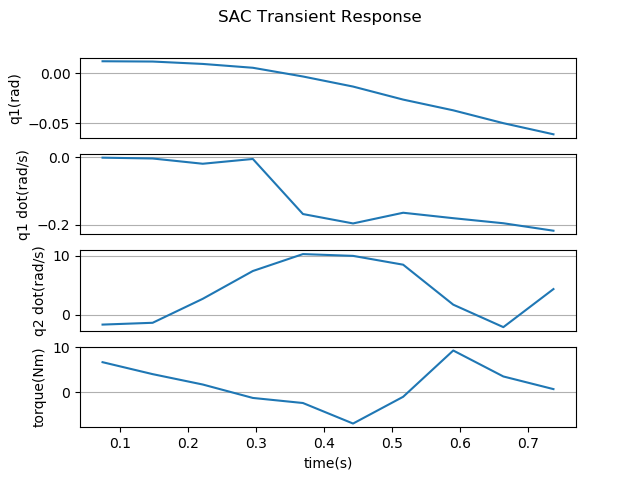 SAC Transient Response
q1(rad)
0.00
−0.05
q1 dot(rad/s)
0.0
−0.2
q2 dot(rad/s)
10
0
torque(Nm)
10
0
0.1 0.2 0.3 0.4 0.5 0.6 0.7
time(s)